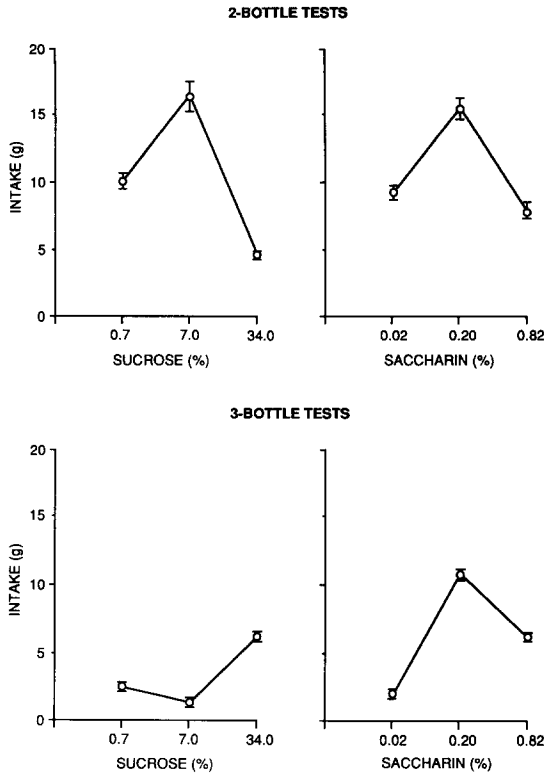 2-BOTTLE TESTS
20
15
10
5
0
INTAKE (g)
0.7 7.0 34.0
SUCROSE (%)
0.02 0.20 0.82
SACCHARIN (%)
3-BOTTLE TESTS
20
15
10
5
0
INTAKE (g)
0.7 7.0 34.0
SUCROSE (%)
0.02 0.20 0.82
SACCHARIN (%)